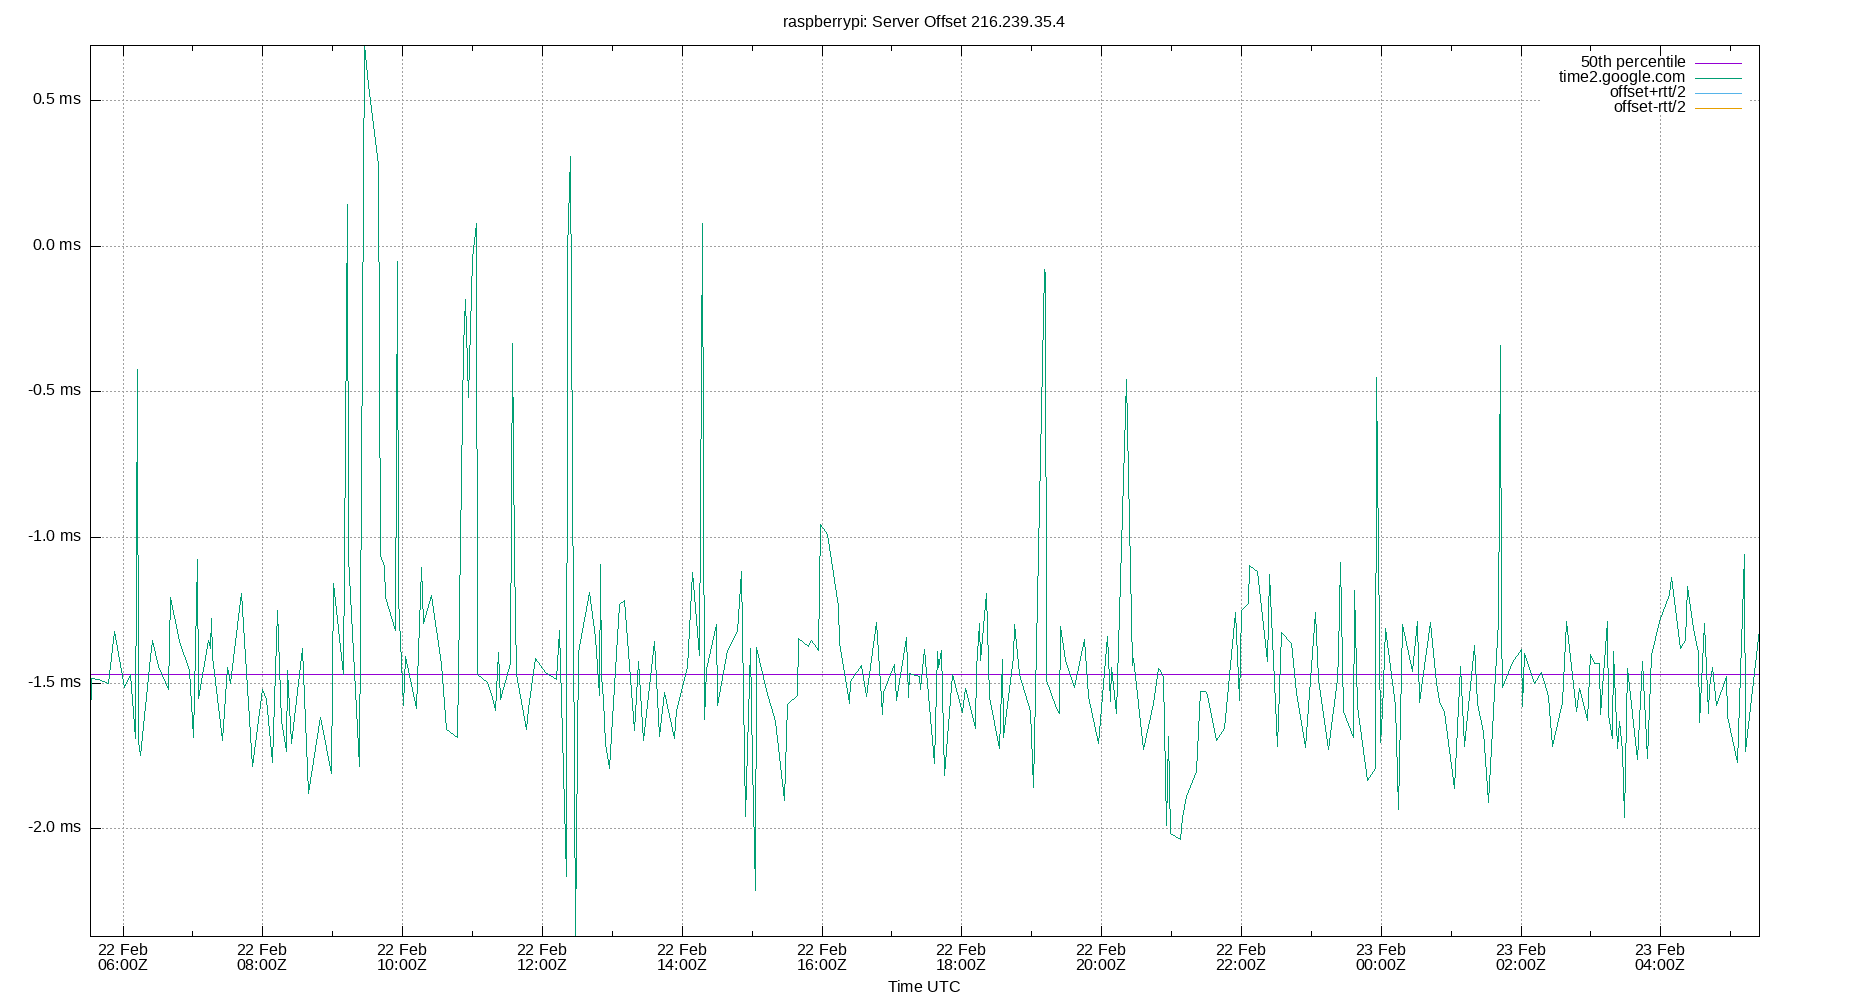 raspberrypi: Server Offset 216.239.35.4
50th percentile
time2.google.com
offset+rtt/2
offset-rtt/2
0.5 ms
0.0 ms
-0.5 ms
-1.0 ms
-1.5 ms
-2.0 ms
22 Feb 22 Feb 22 Feb 22 Feb 22 Feb 22 Feb 22 Feb 22 Feb 22 Feb 23 Feb 23 Feb 23 Feb
06:00Z 08:00Z 10:00Z 12:00Z 14:00Z 16:00Z 18:00Z 20:00Z 22:00Z 00:00Z 02:00Z 04:00Z
Time UTC